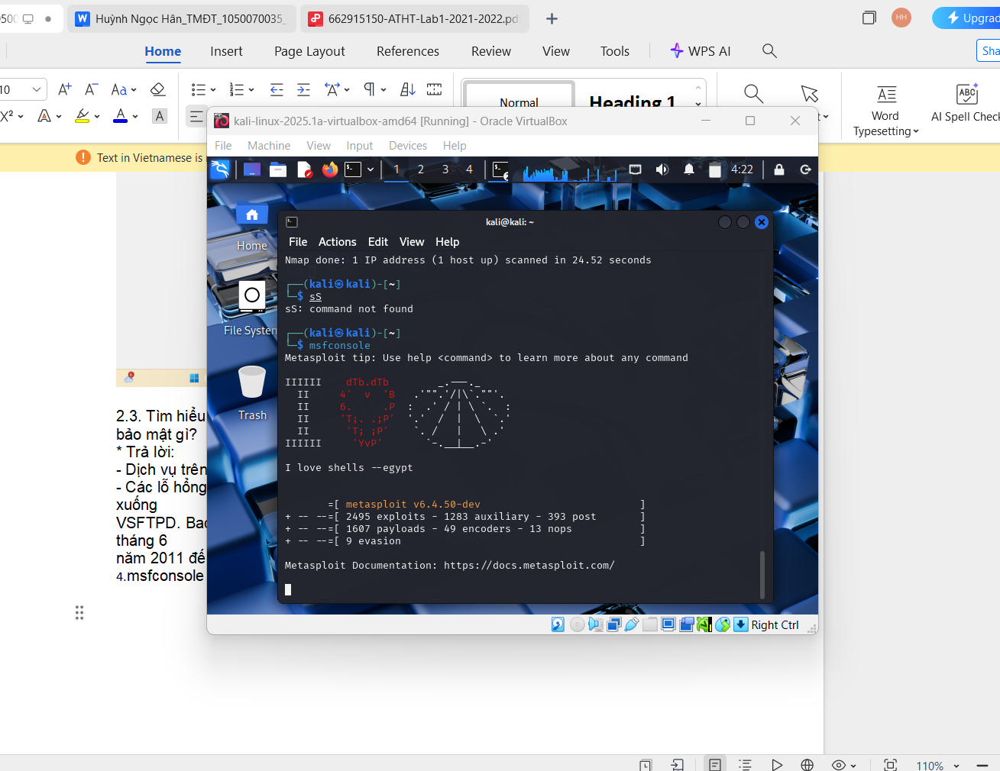 500
Huỳnh Ngọc Hân_TMĐT_1050070035_
662915150-ATHT-Lab1-2021-2022.pd
HH
Upgrad
Home
Insert
Page Layout
References
Review
View
Tools
WPS AI
Sha
10
Normal
Heading 1
Word
Typesetting
AI Spell Check
Text in Vietnamese is
kali-linux-2025.1a-virtualbox-amd64 [Running] - Oracle VirtualBox
File Machine View Input Devices Help
1 2 3 4
4:22
Home
File System
Trash
kali@kali: ~
File Actions Edit View Help
Nmap done: 1 IP address (1 host up) scanned in 24.52 seconds
┌──(kali㉿kali)-[~]
└─$ sS
sS: command not found
┌──(kali㉿kali)-[~]
└─$ msfconsole
Metasploit tip: Use help <command> to learn more about any command
IIIIII    dTb.dTb        _.---._
  II     4'  v  'B   .'"".'/|\`.""'.
  II     6.     .P  :  .' / | \ `.  :
  II     'T;. .;P'  '.'  /  |  \  `.'
  II      'T; ;P'    `. /   |   \ .'
IIIIII     'YvP'       `-.__|__.-'
I love shells --egypt
=[ metasploit v6.4.50-dev ]
+ -- --=[ 2495 exploits - 1283 auxiliary - 393 post ]
+ -- --=[ 1607 payloads - 49 encoders - 13 nops ]
+ -- --=[ 9 evasion ]
Metasploit Documentation: https://docs.metasploit.com/
Right Ctrl
2.3. Tìm hiểu
bảo mật gì?
* Trả lời:
- Dịch vụ trên
- Các lỗ hổng
xuống
VSFTPD. Bac
tháng 6
năm 2011 đế
4.msfconsole
110%